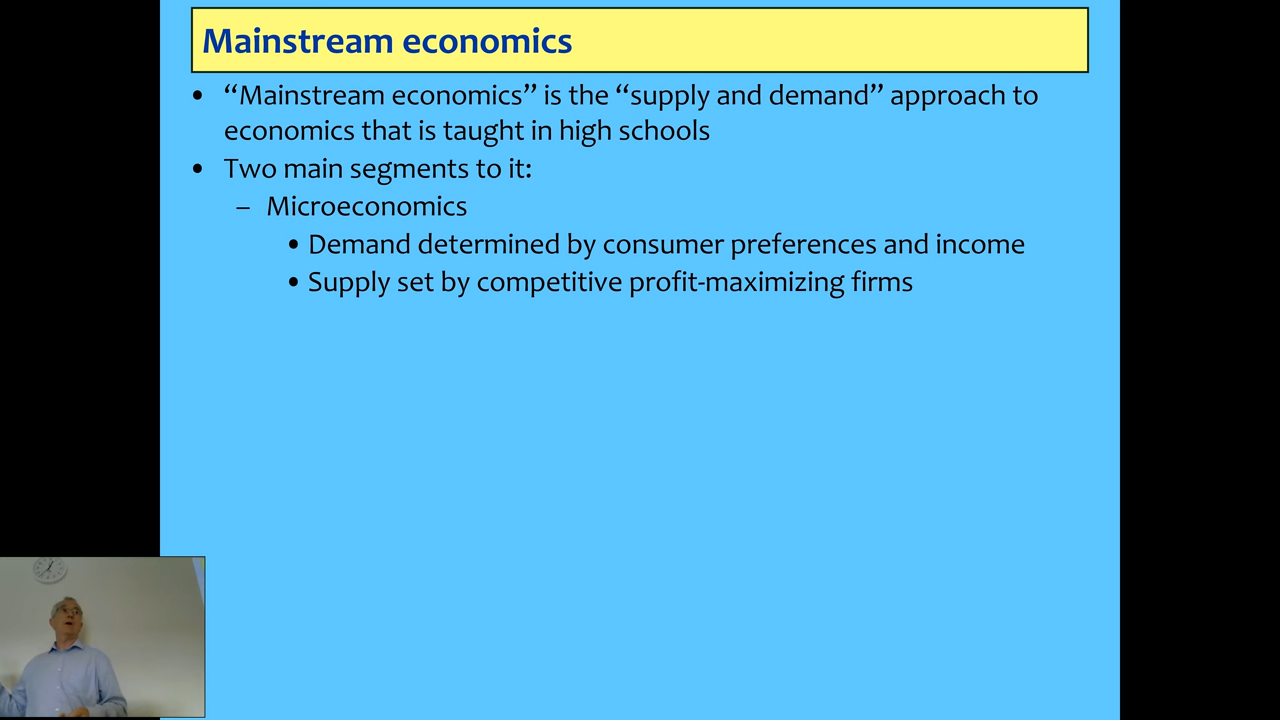 Mainstream economics
• “Mainstream economics” is the “supply and demand” approach to
economics that is taught in high schools
• Two main segments to it:
– Microeconomics
• Demand determined by consumer preferences and income
• Supply set by competitive profit-maximizing firms